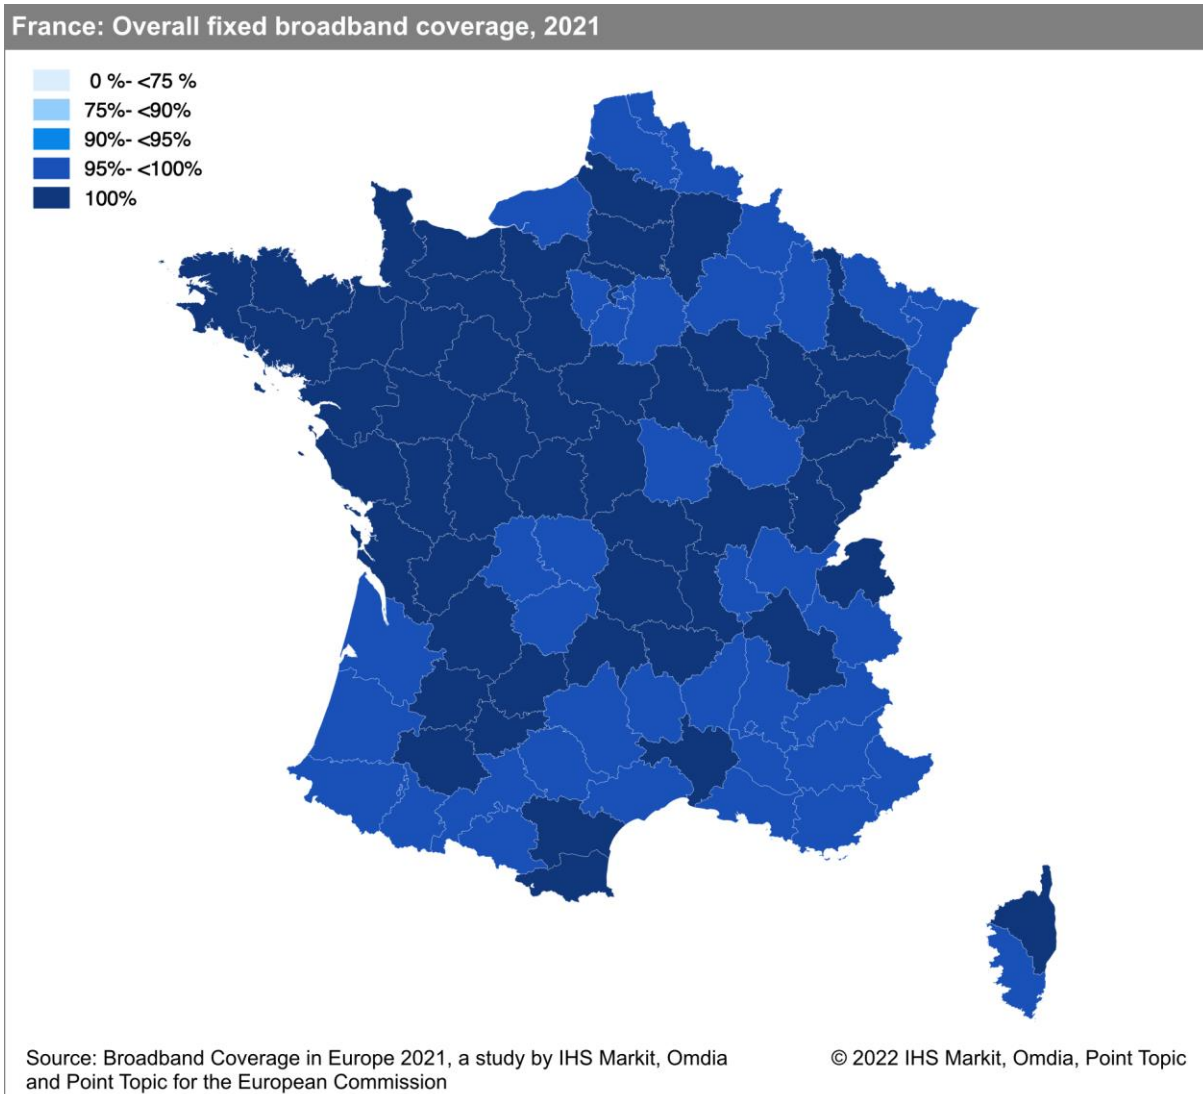 France: Overall fixed broadband coverage, 2021
0 %- <75 %
75%- <90%
90%- <95%
95%- <100%
100%
Source: Broadband Coverage in Europe 2021, a study by IHS Markit, Omdia
and Point Topic for the European Commission
© 2022 IHS Markit, Omdia, Point Topic